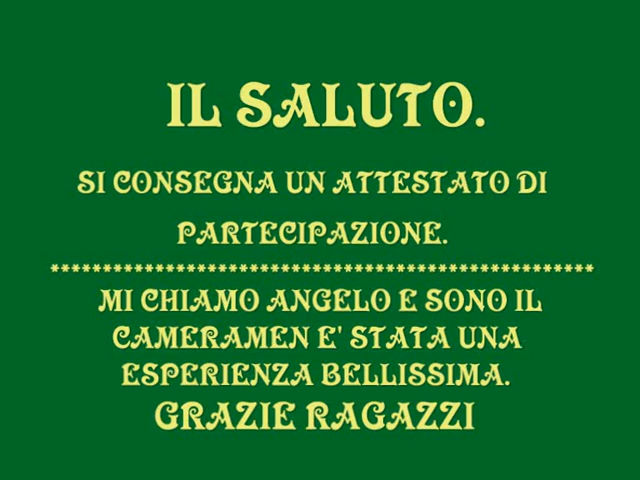 IL SALUTO.
SI CONSEGNA UN ATTESTATO DI
PARTECIPAZIONE.
****************************************************
MI CHIAMO ANGELO E SONO IL
CAMERAMEN E' STATA UNA
ESPERIENZA BELLISSIMA.
GRAZIE RAGAZZI